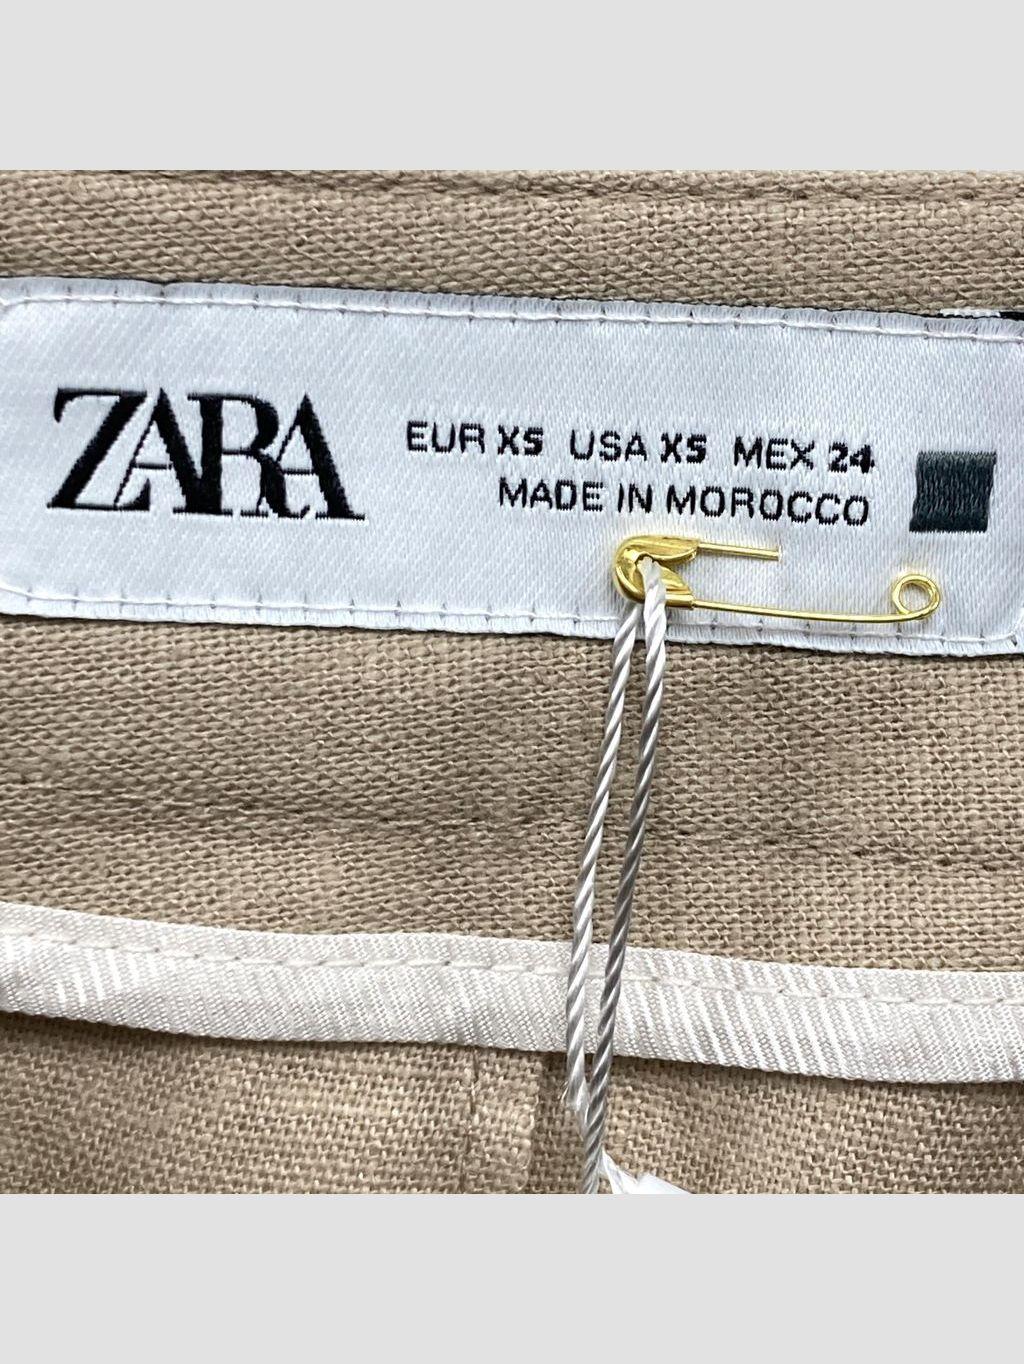 ZARA
EUR XS USA XS MEX 24
MADE IN MOROCCO